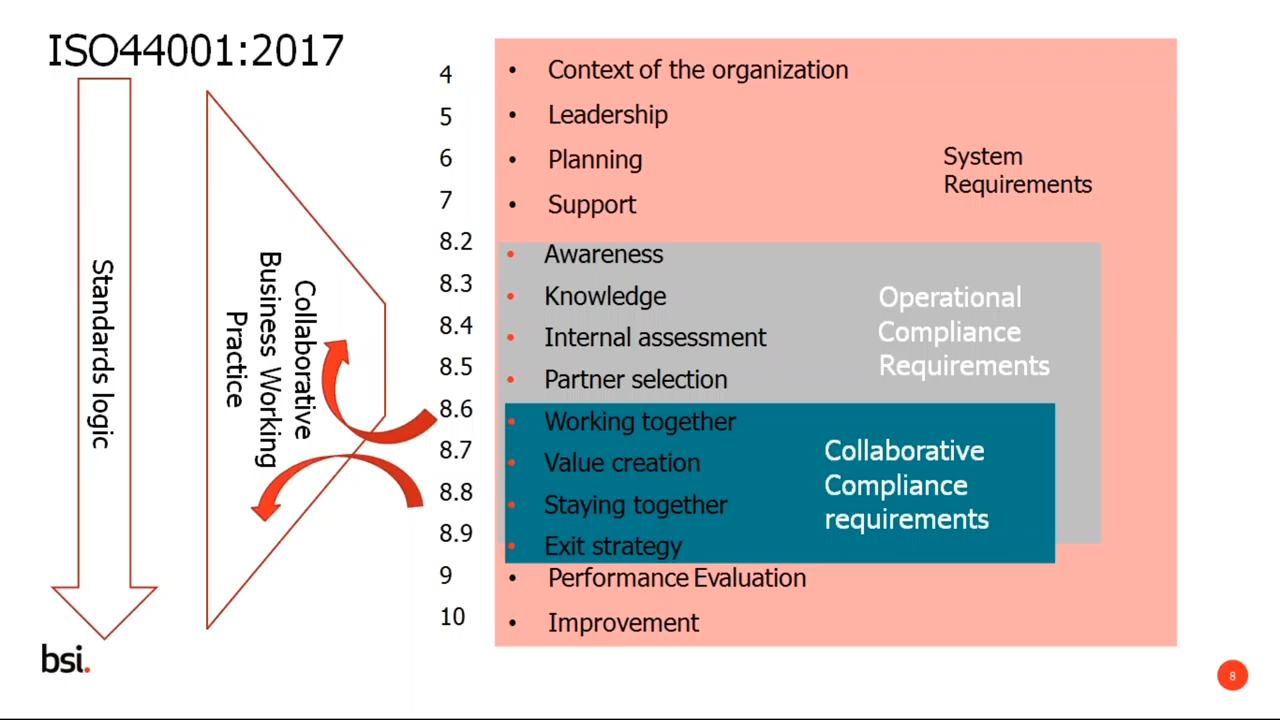 ISO44001:2017
Standards logic
Collaborative
Business Working
Practice
4 • Context of the organization
5 • Leadership
6 • Planning
7 • Support
System
Requirements
8.2 • Awareness
8.3 • Knowledge
8.4 • Internal assessment
8.5 • Partner selection
Operational
Compliance
Requirements
8.6 • Working together
8.7 • Value creation
8.8 • Staying together
8.9 • Exit strategy
Collaborative
Compliance
requirements
9 • Performance Evaluation
10 • Improvement
bsi.
8